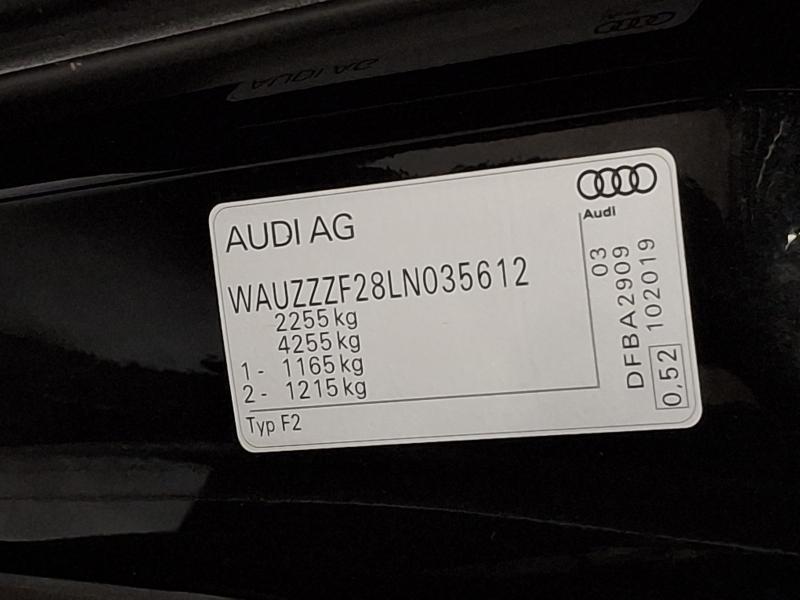 AUDI AG
Audi
WAUZZZF28LN035612
2255 kg
4255 kg
1 - 1165 kg
2 - 1215 kg
Typ F2
03
DFBA2909
102019
0,52